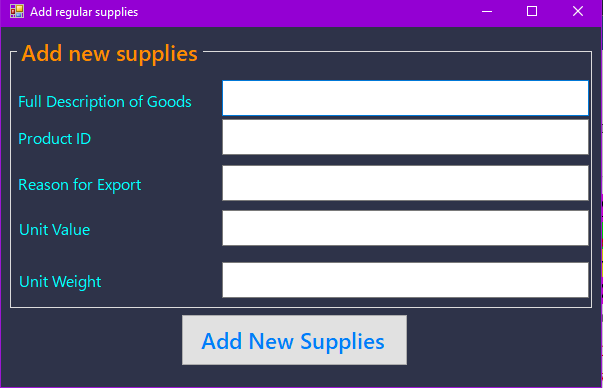 Add regular supplies
Add new supplies
Full Description of Goods
Product ID
Reason for Export
Unit Value
Unit Weight
Add New Supplies